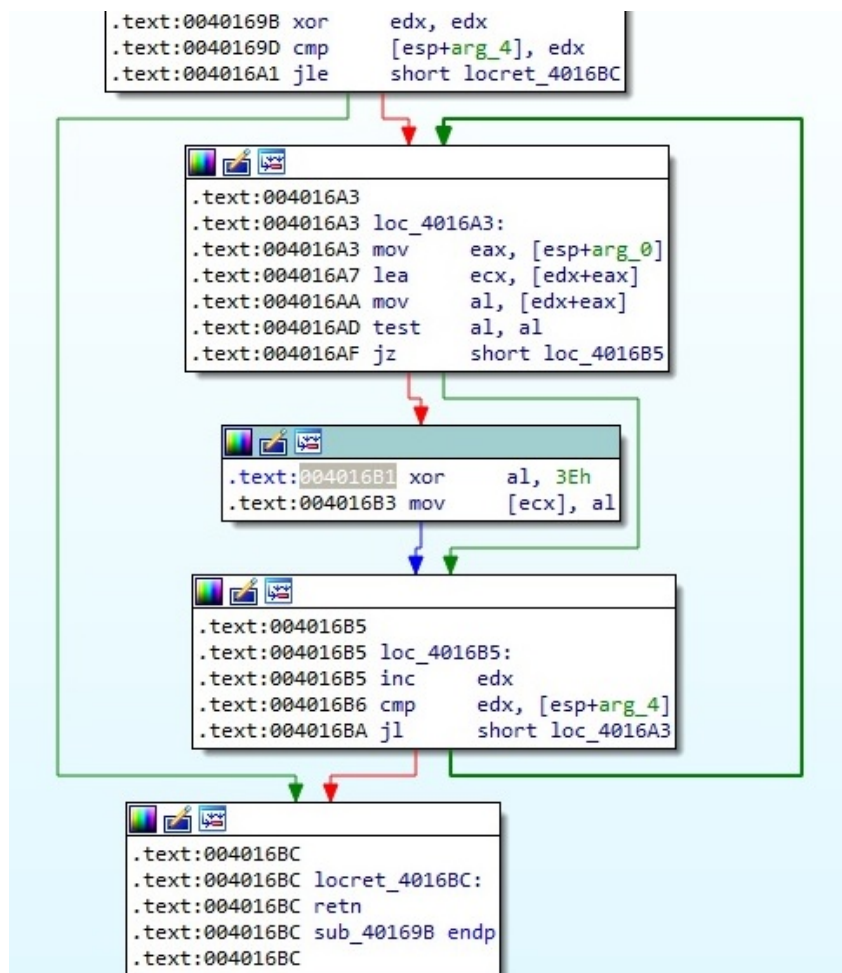 .text:0040169B xor edx, edx
.text:0040169D cmp [esp+arg_4], edx
.text:004016A1 jle short locret_4016BC
.text:004016A3
.text:004016A3 loc_4016A3:
.text:004016A3 mov eax, [esp+arg_0]
.text:004016A7 lea ecx, [edx+eax]
.text:004016AA mov al, [edx+eax]
.text:004016AD test al, al
.text:004016AF jz short loc_4016B5
.text:004016B1 xor al, 3Eh
.text:004016B3 mov [ecx], al
.text:004016B5
.text:004016B5 loc_4016B5:
.text:004016B5 inc edx
.text:004016B6 cmp edx, [esp+arg_4]
.text:004016BA jl short loc_4016A3
.text:004016BC
.text:004016BC locret_4016BC:
.text:004016BC retn
.text:004016BC sub_40169B endp
.text:004016BC